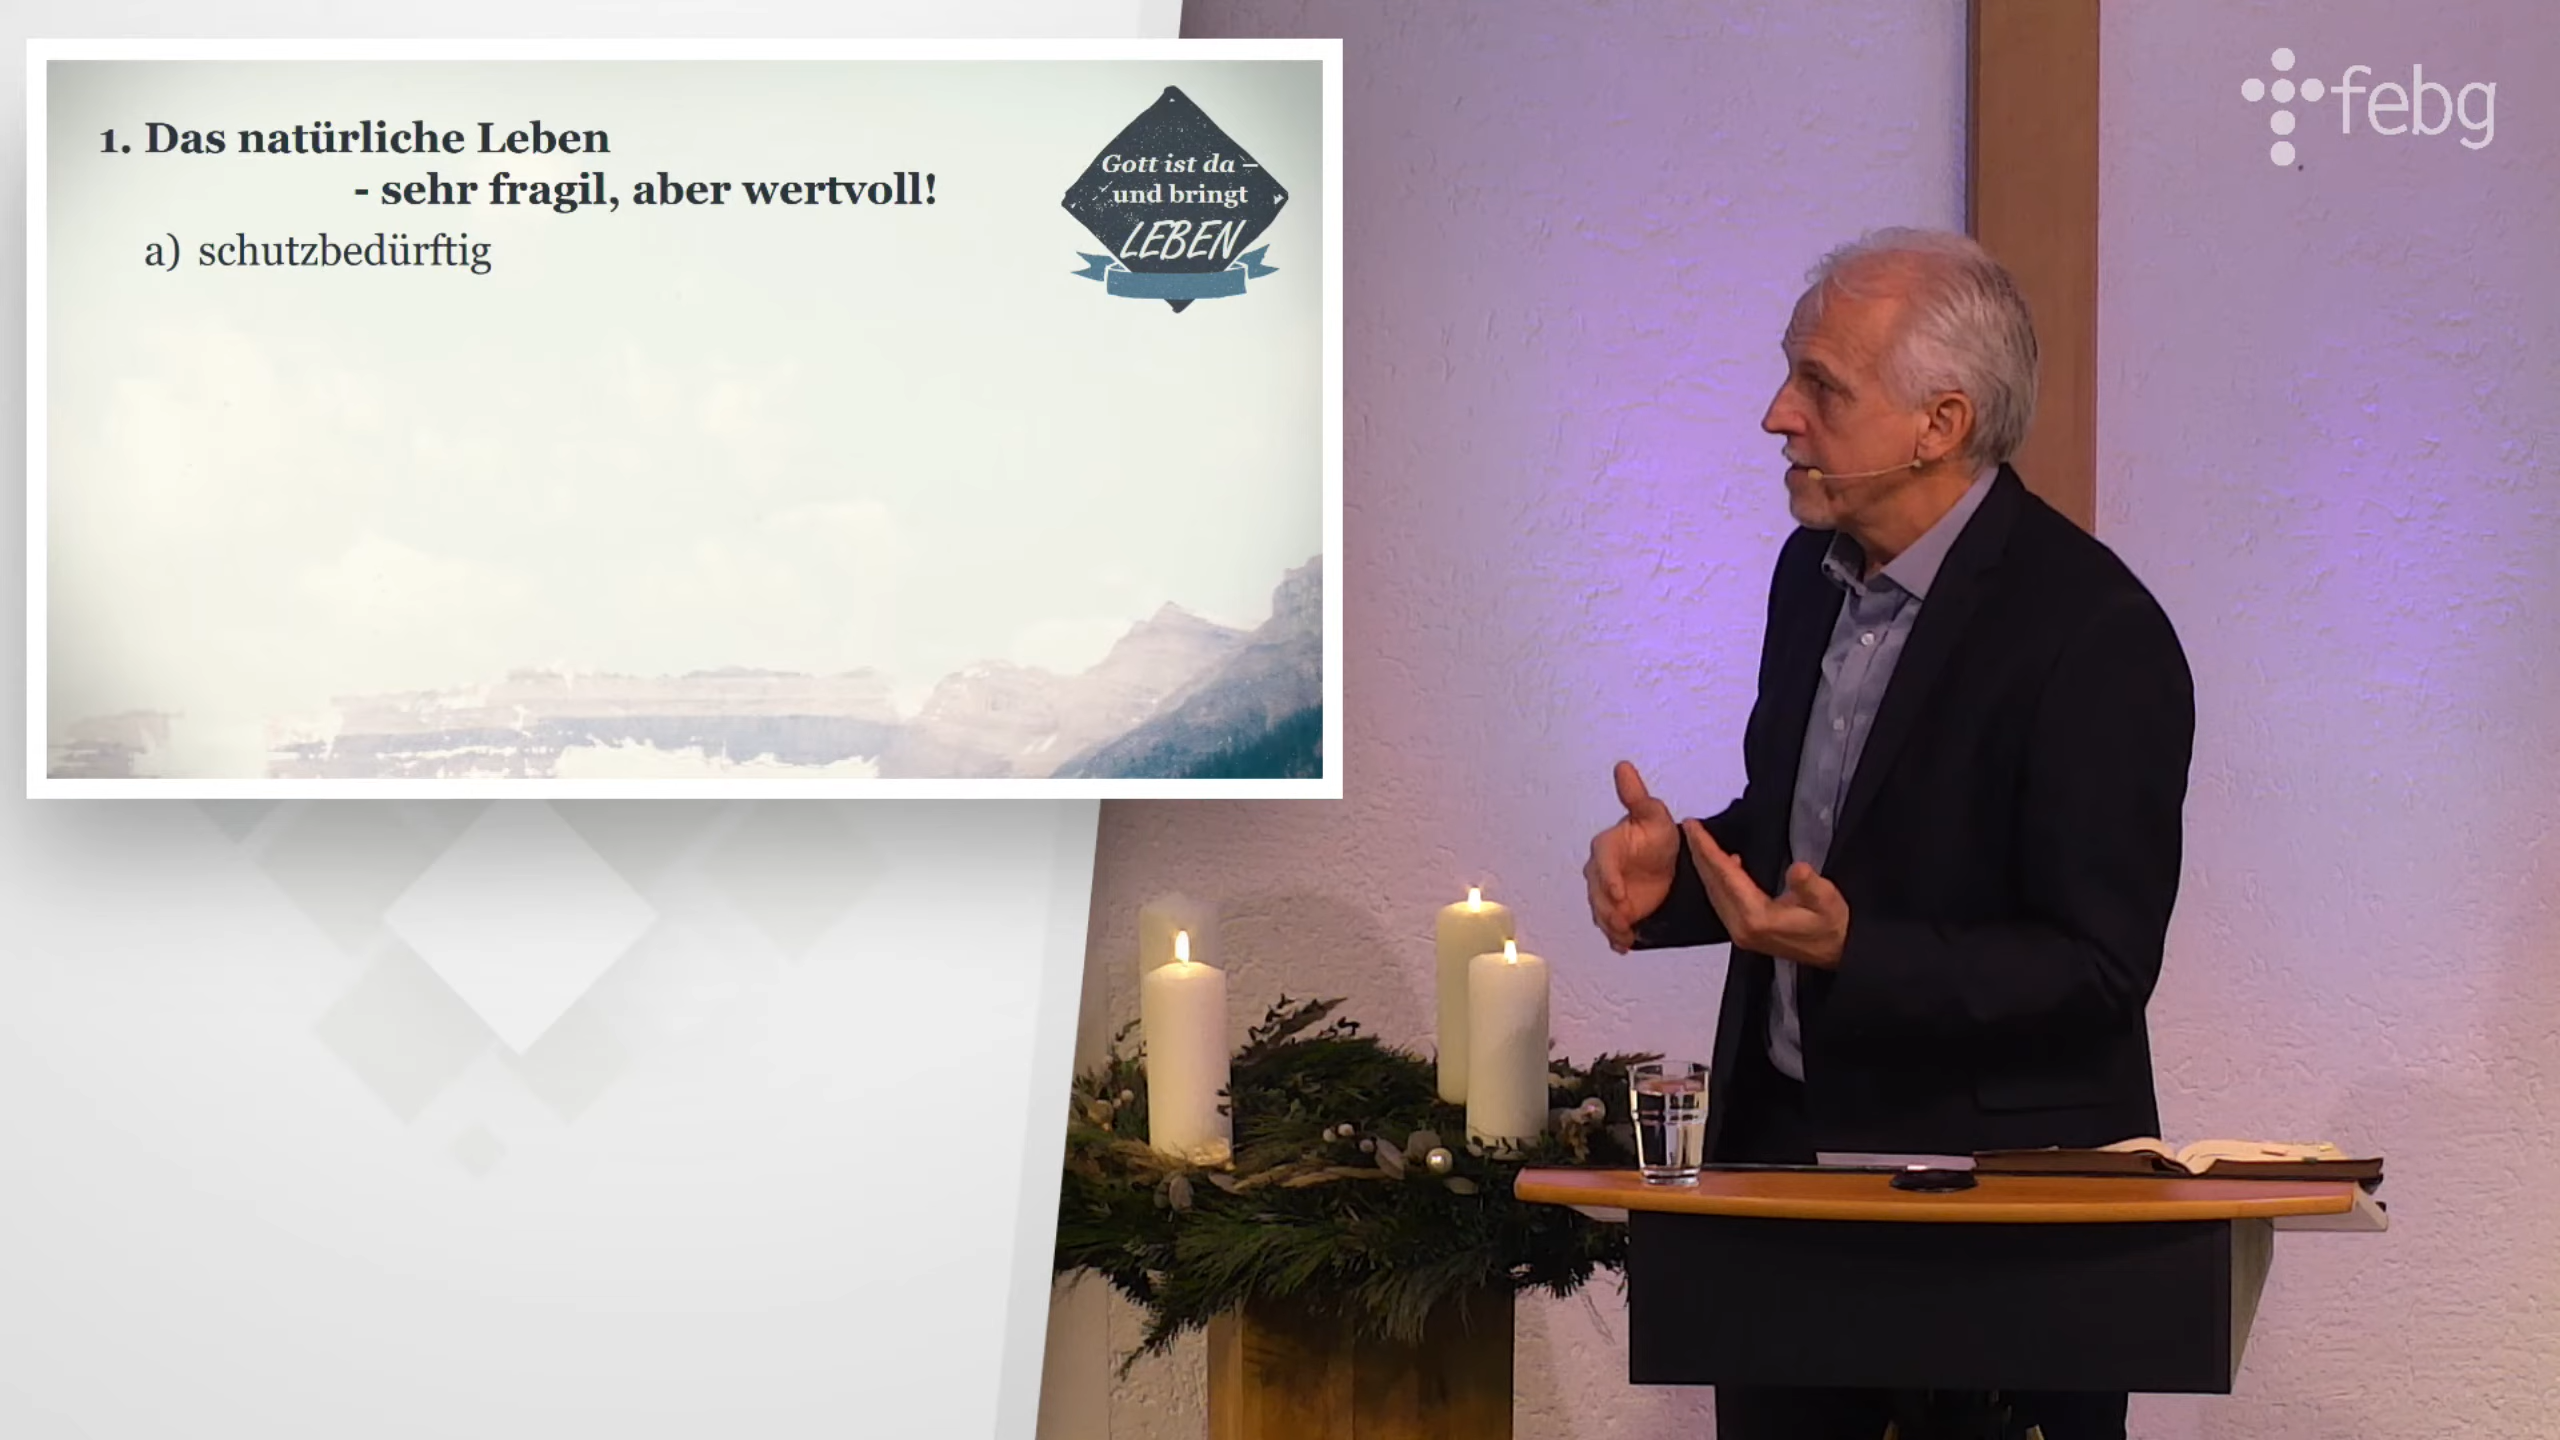 1. Das natürliche Leben
- sehr fragil, aber wertvoll!
a) schutzbedürftig
Gott ist da –
und bringt
LEBEN
febg